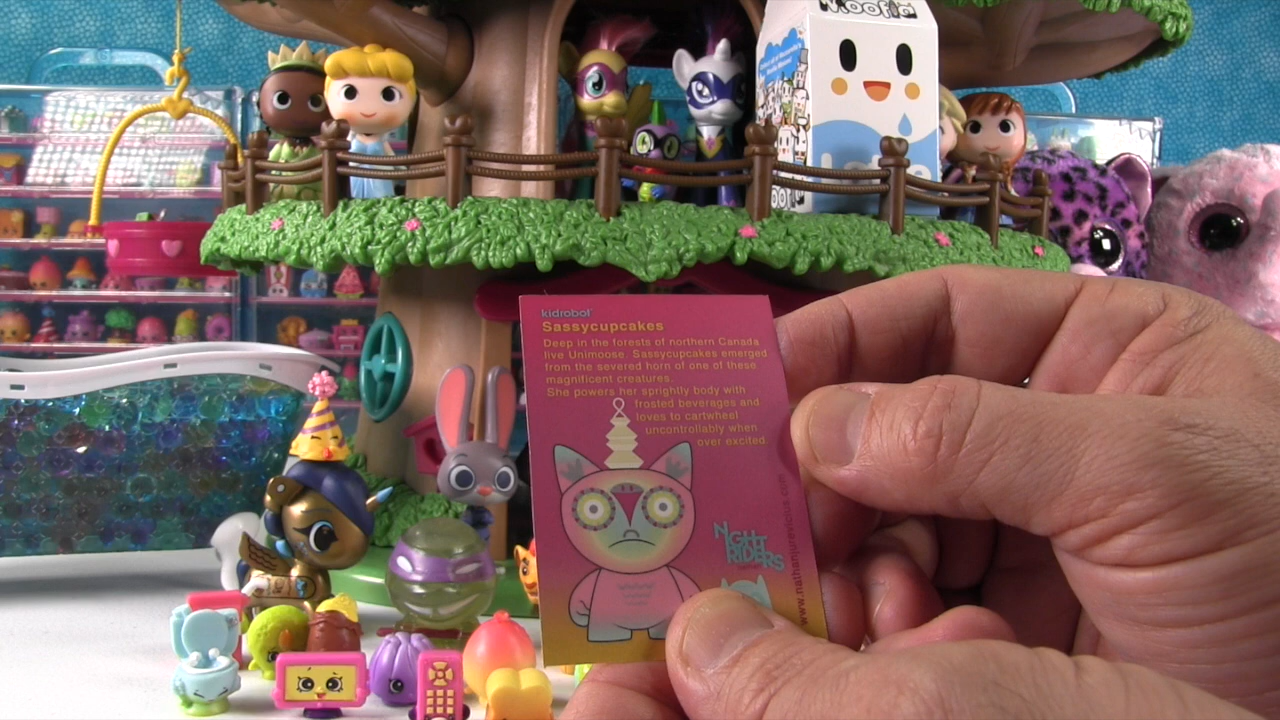 Moofia
kidrobot
Sassycupcakes
Deep in the forests of northern Canada
live Unimoose. Sassycupcakes emerged
from the severed horn of one of these
magnificent creatures.
She powers her sprightly body with
frosted beverages and
loves to cartwheel
uncontrollably when
over excited.
NIGHT
RIDERS
www.nathanjurevicius.com